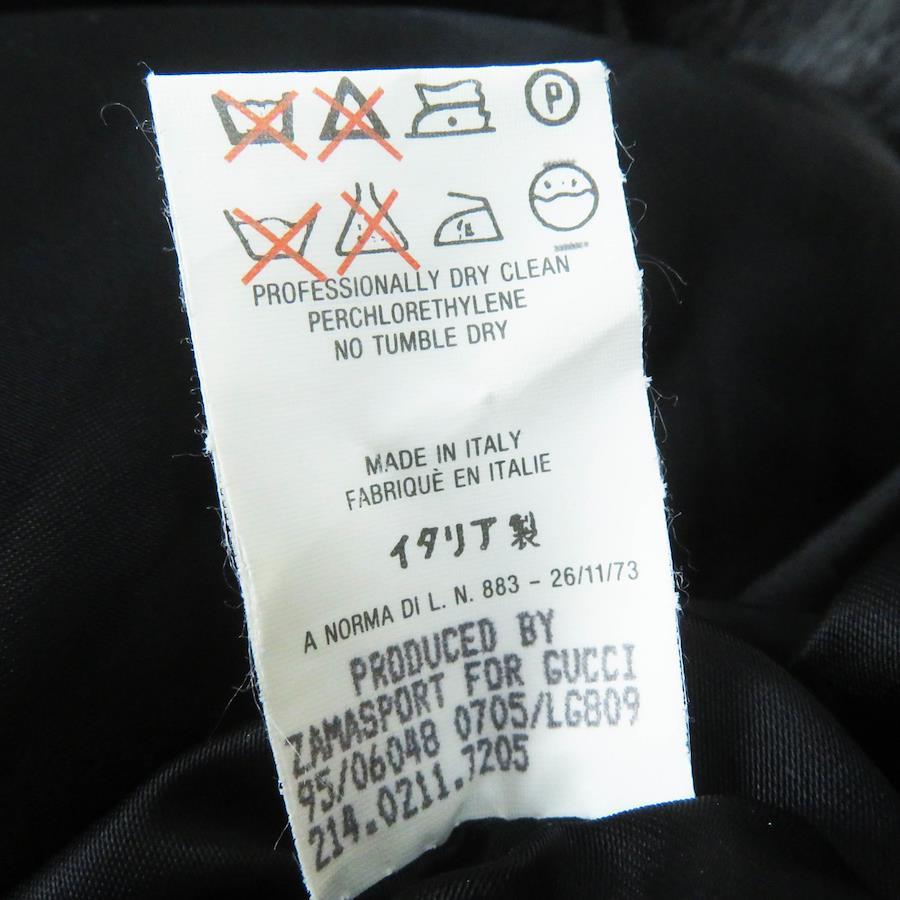 P
PROFESSIONALLY DRY CLEAN
PERCHLORETHYLENE
NO TUMBLE DRY
MADE IN ITALY
FABRIQUÈ EN ITALIE
イタリア製
A NORMA DI L. N. 883 - 26/11/73
PRODUCED BY
ZAMASPORT FOR GUCCI
95/06048 0705/LG809
214.0211.7205